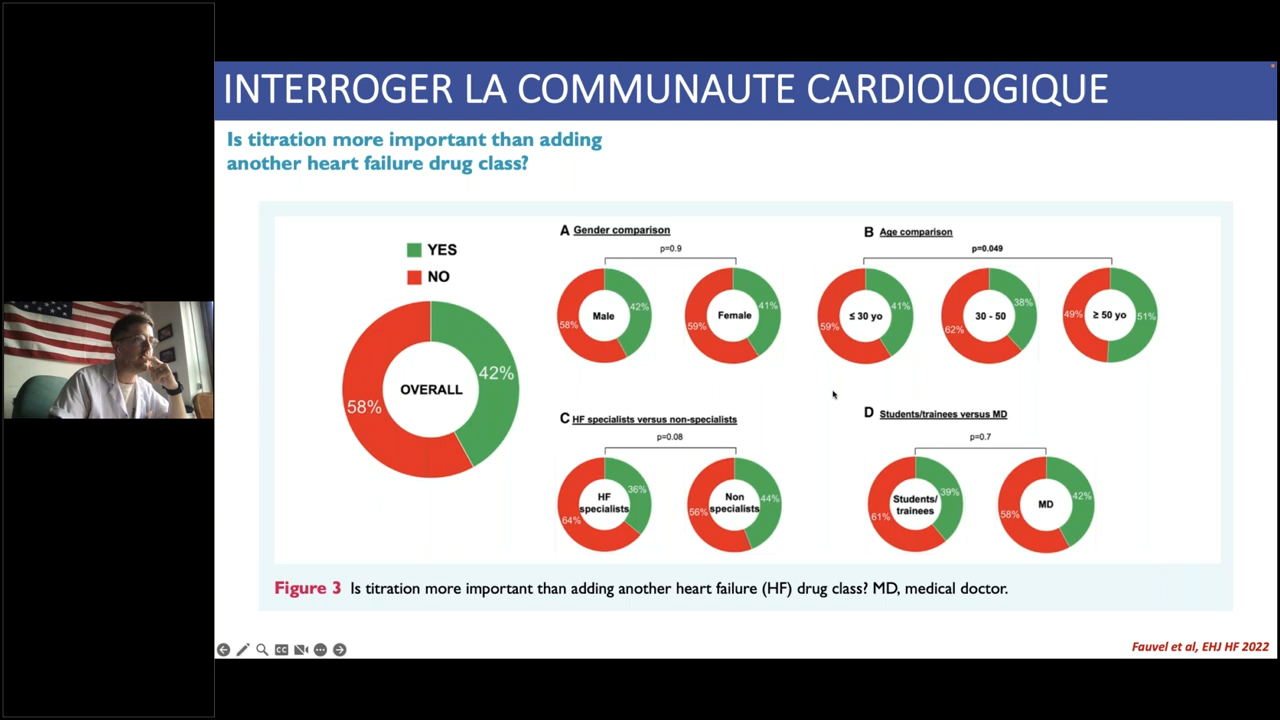 INTERROGER LA COMMUNAUTE CARDIOLOGIQUE
Is titration more important than adding
another heart failure drug class?
YES
NO
OVERALL
42%
58%
A Gender comparison
p=0.9
Male
42%
58%
Female
41%
59%
B Age comparison
p=0.049
≤ 30 yo
41%
59%
30 - 50
38%
62%
≥ 50 yo
51%
49%
C HF specialists versus non-specialists
p=0.08
HF
specialists
36%
64%
Non
specialists
44%
56%
D Students/trainees versus MD
p=0.7
Students/
trainees
39%
61%
MD
42%
58%
Figure 3 Is titration more important than adding another heart failure (HF) drug class? MD, medical doctor.
CC
Fauvel et al, EHJ HF 2022